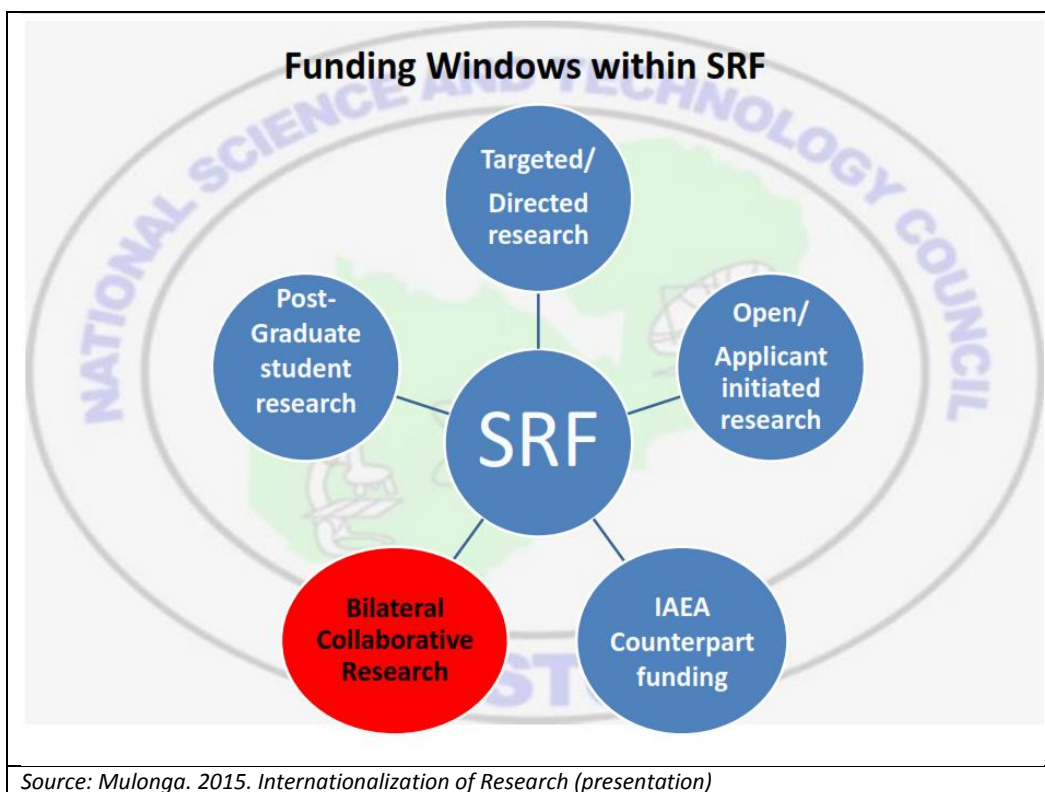 Funding Windows within SRF
NATIONAL SCIENCE AND TECHNOLOGY COUNCIL
Targeted/
Directed
research
Post-
Graduate
student
research
Open/
Applicant
initiated
research
SRF
Bilateral
Collaborative
Research
IAEA
Counterpart
funding
Source: Mulonga. 2015. Internationalization of Research (presentation)